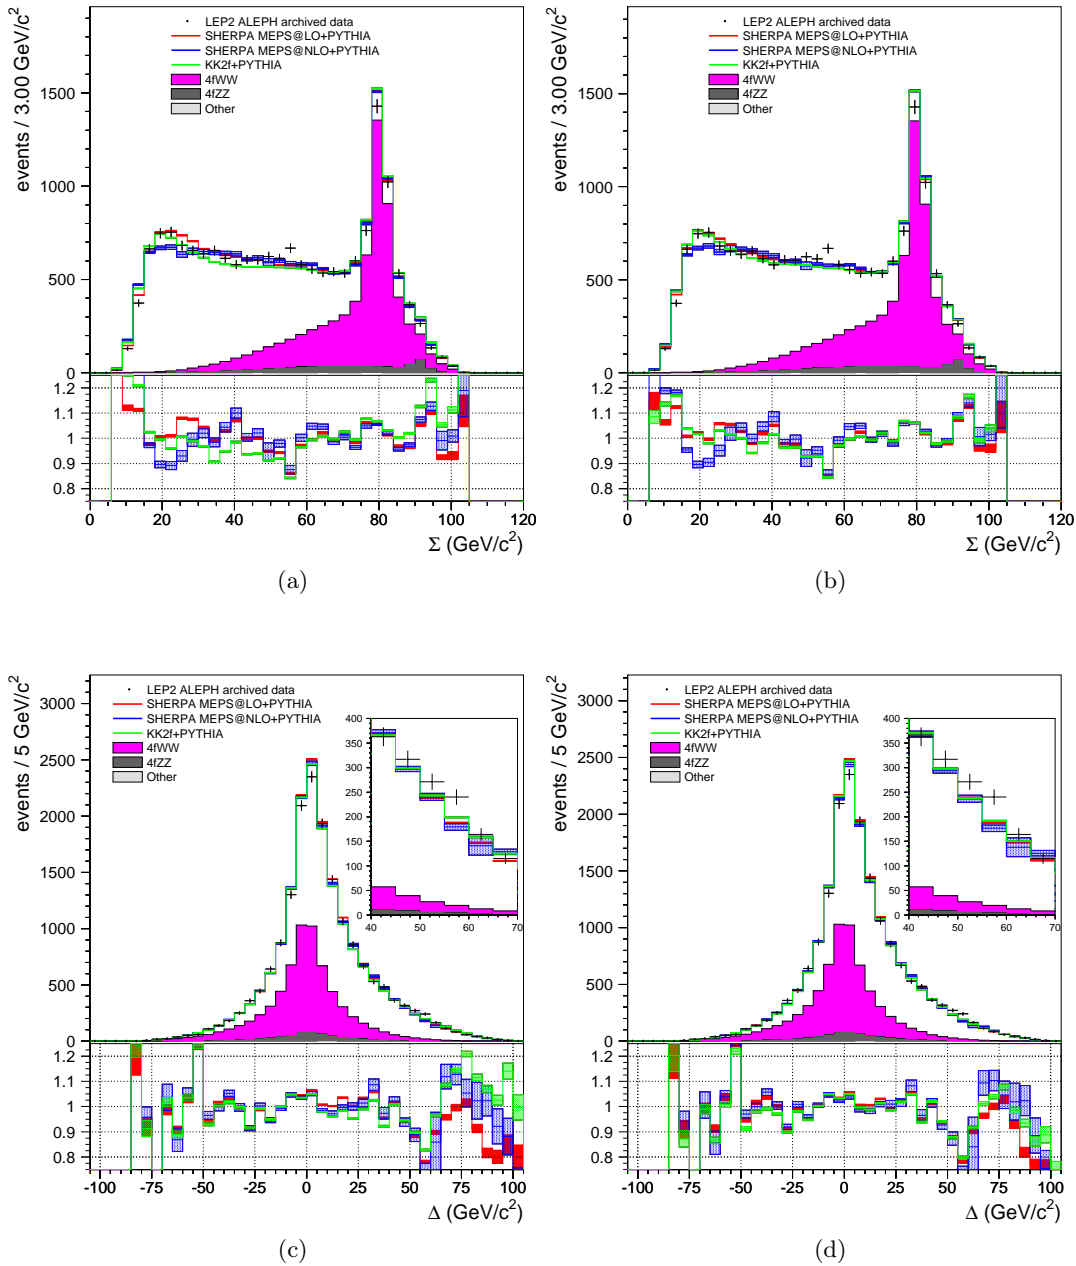 events / 3.00 GeV/c²
LEP2 ALEPH archived data
SHERPA MEPS@LO+PYTHIA
SHERPA MEPS@NLO+PYTHIA
KK2f+PYTHIA
4fWW
4fZZ
Other
1500
1000
500
0
1.2
1.1
1
0.9
0.8
0 20 40 60 80 100 120
Σ (GeV/c²)
(a)
events / 3.00 GeV/c²
LEP2 ALEPH archived data
SHERPA MEPS@LO+PYTHIA
SHERPA MEPS@NLO+PYTHIA
KK2f+PYTHIA
4fWW
4fZZ
Other
1500
1000
500
0
1.2
1.1
1
0.9
0.8
0 20 40 60 80 100 120
Σ (GeV/c²)
(b)
events / 5 GeV/c²
LEP2 ALEPH archived data
SHERPA MEPS@LO+PYTHIA
SHERPA MEPS@NLO+PYTHIA
KK2f+PYTHIA
4fWW
4fZZ
Other
3000
2500
2000
1500
1000
500
0
400
350
300
250
200
150
100
50
0
40 50 60 70
1.2
1.1
1
0.9
0.8
-100 -75 -50 -25 0 25 50 75 100
Δ (GeV/c²)
(c)
events / 5 GeV/c²
LEP2 ALEPH archived data
SHERPA MEPS@LO+PYTHIA
SHERPA MEPS@NLO+PYTHIA
KK2f+PYTHIA
4fWW
4fZZ
Other
3000
2500
2000
1500
1000
500
0
400
350
300
250
200
150
100
50
0
40 50 60 70
1.2
1.1
1
0.9
0.8
-100 -75 -50 -25 0 25 50 75 100
Δ (GeV/c²)
(d)